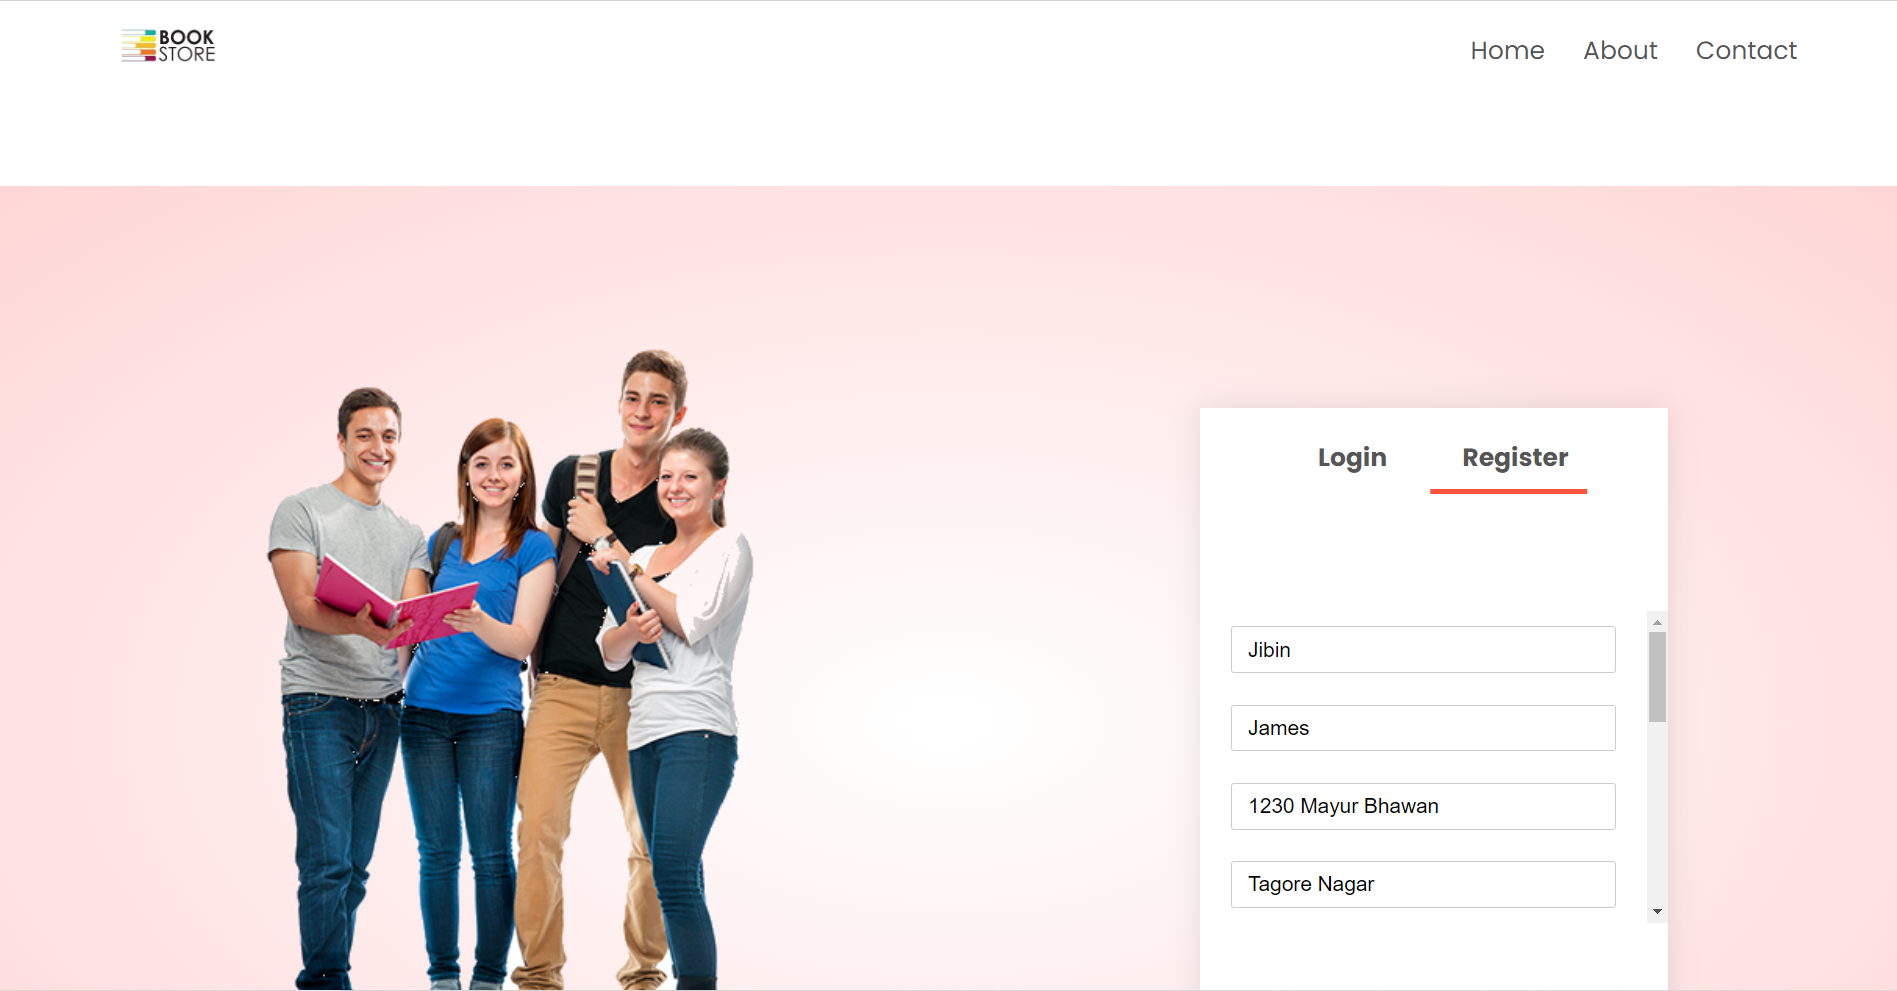 BOOK
STORE
Home About Contact
Login Register
Jibin
James
1230 Mayur Bhawan
Tagore Nagar